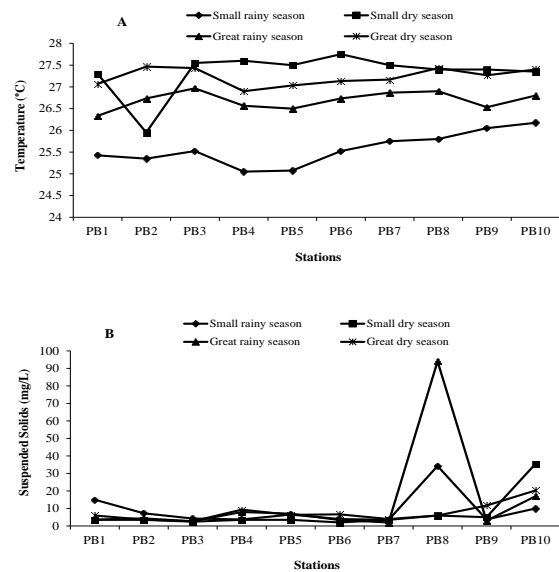 A
Small rainy season
Small dry season
Great rainy season
Great dry season
28
27.5
27
26.5
26
25.5
25
24.5
24
Temperature (°C)
PB1 PB2 PB3 PB4 PB5 PB6 PB7 PB8 PB9 PB10
Stations
B
Small rainy season
Small dry season
Great rainy season
Great dry season
100
90
80
70
60
50
40
30
20
10
0
Suspended Solids (mg/L)
PB1 PB2 PB3 PB4 PB5 PB6 PB7 PB8 PB9 PB10
Stations